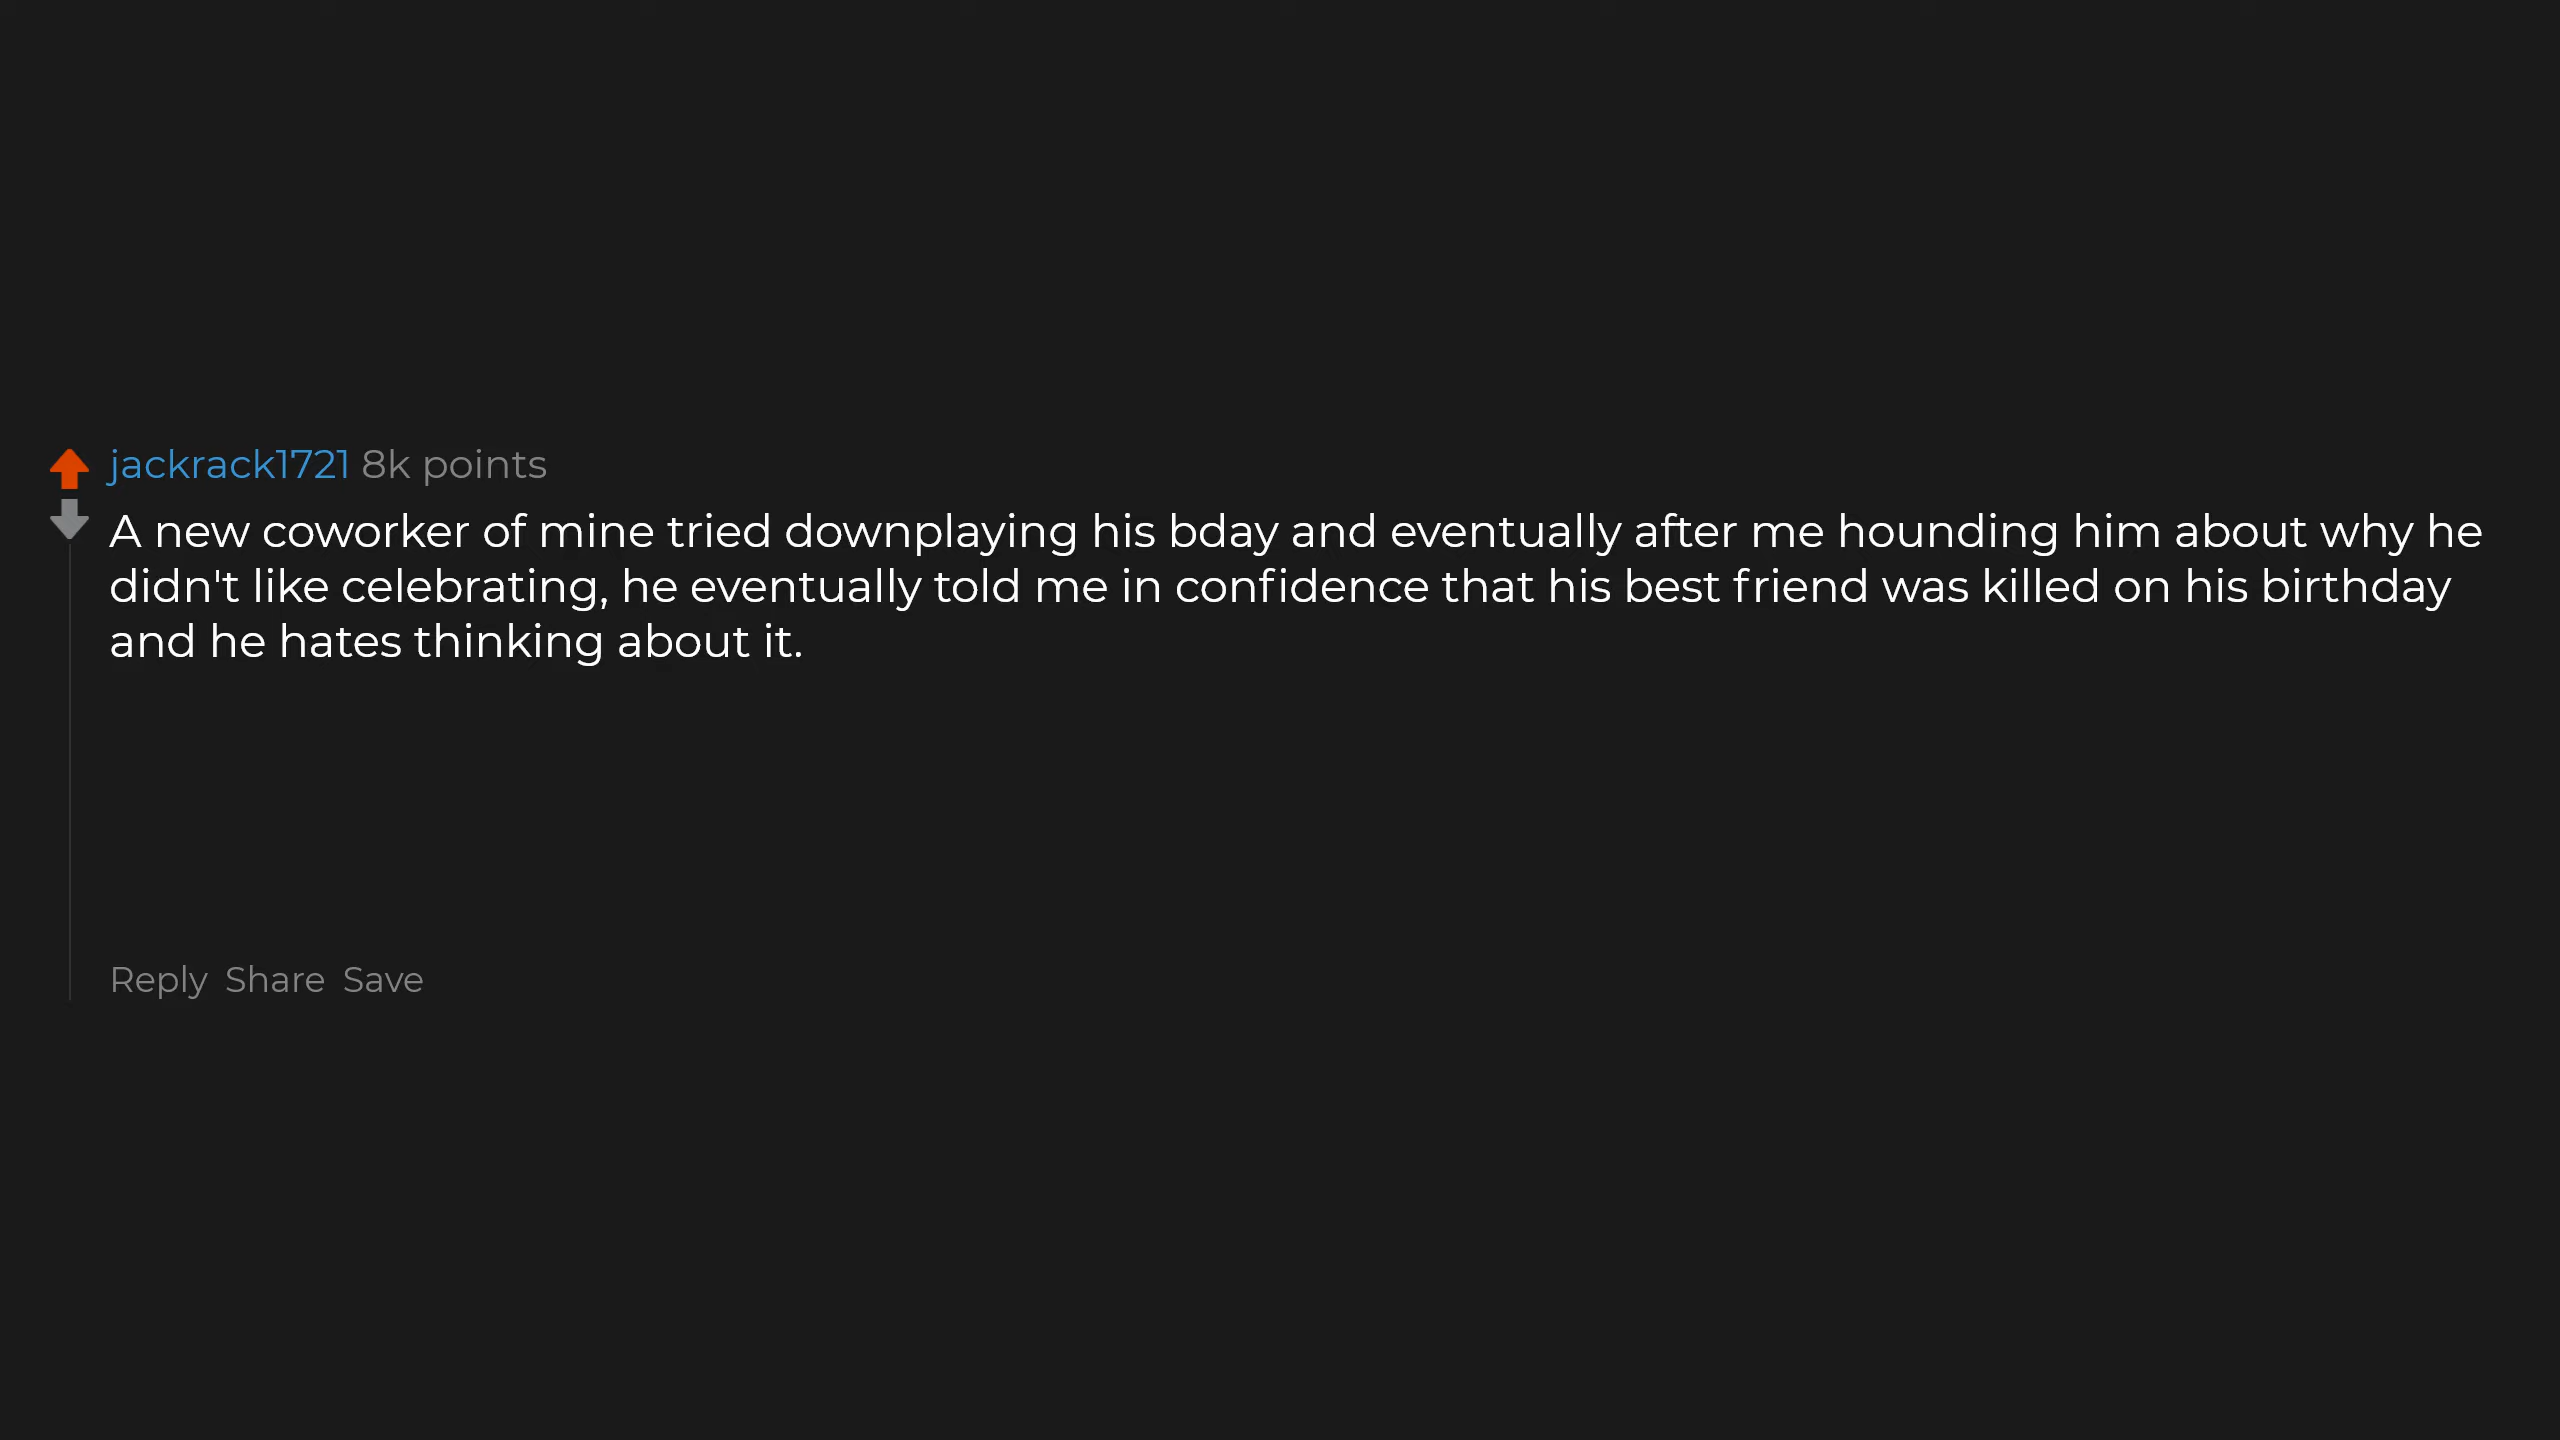 jackrack1721 8k points
A new coworker of mine tried downplaying his bday and eventually after me hounding him about why he
didn't like celebrating, he eventually told me in confidence that his best friend was killed on his birthday
and he hates thinking about it.
Reply Share Save